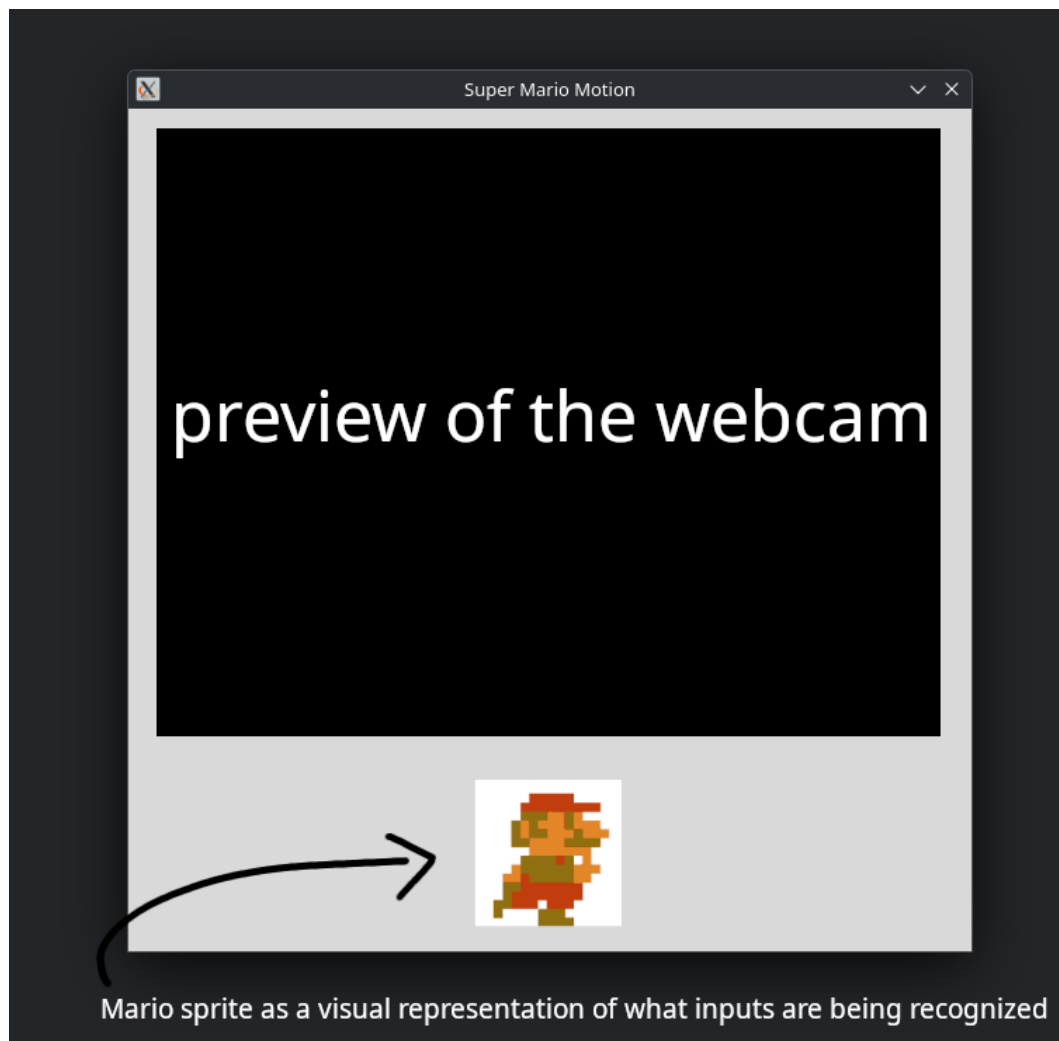 Super Mario Motion
preview of the webcam
Mario sprite as a visual representation of what inputs are being recognized